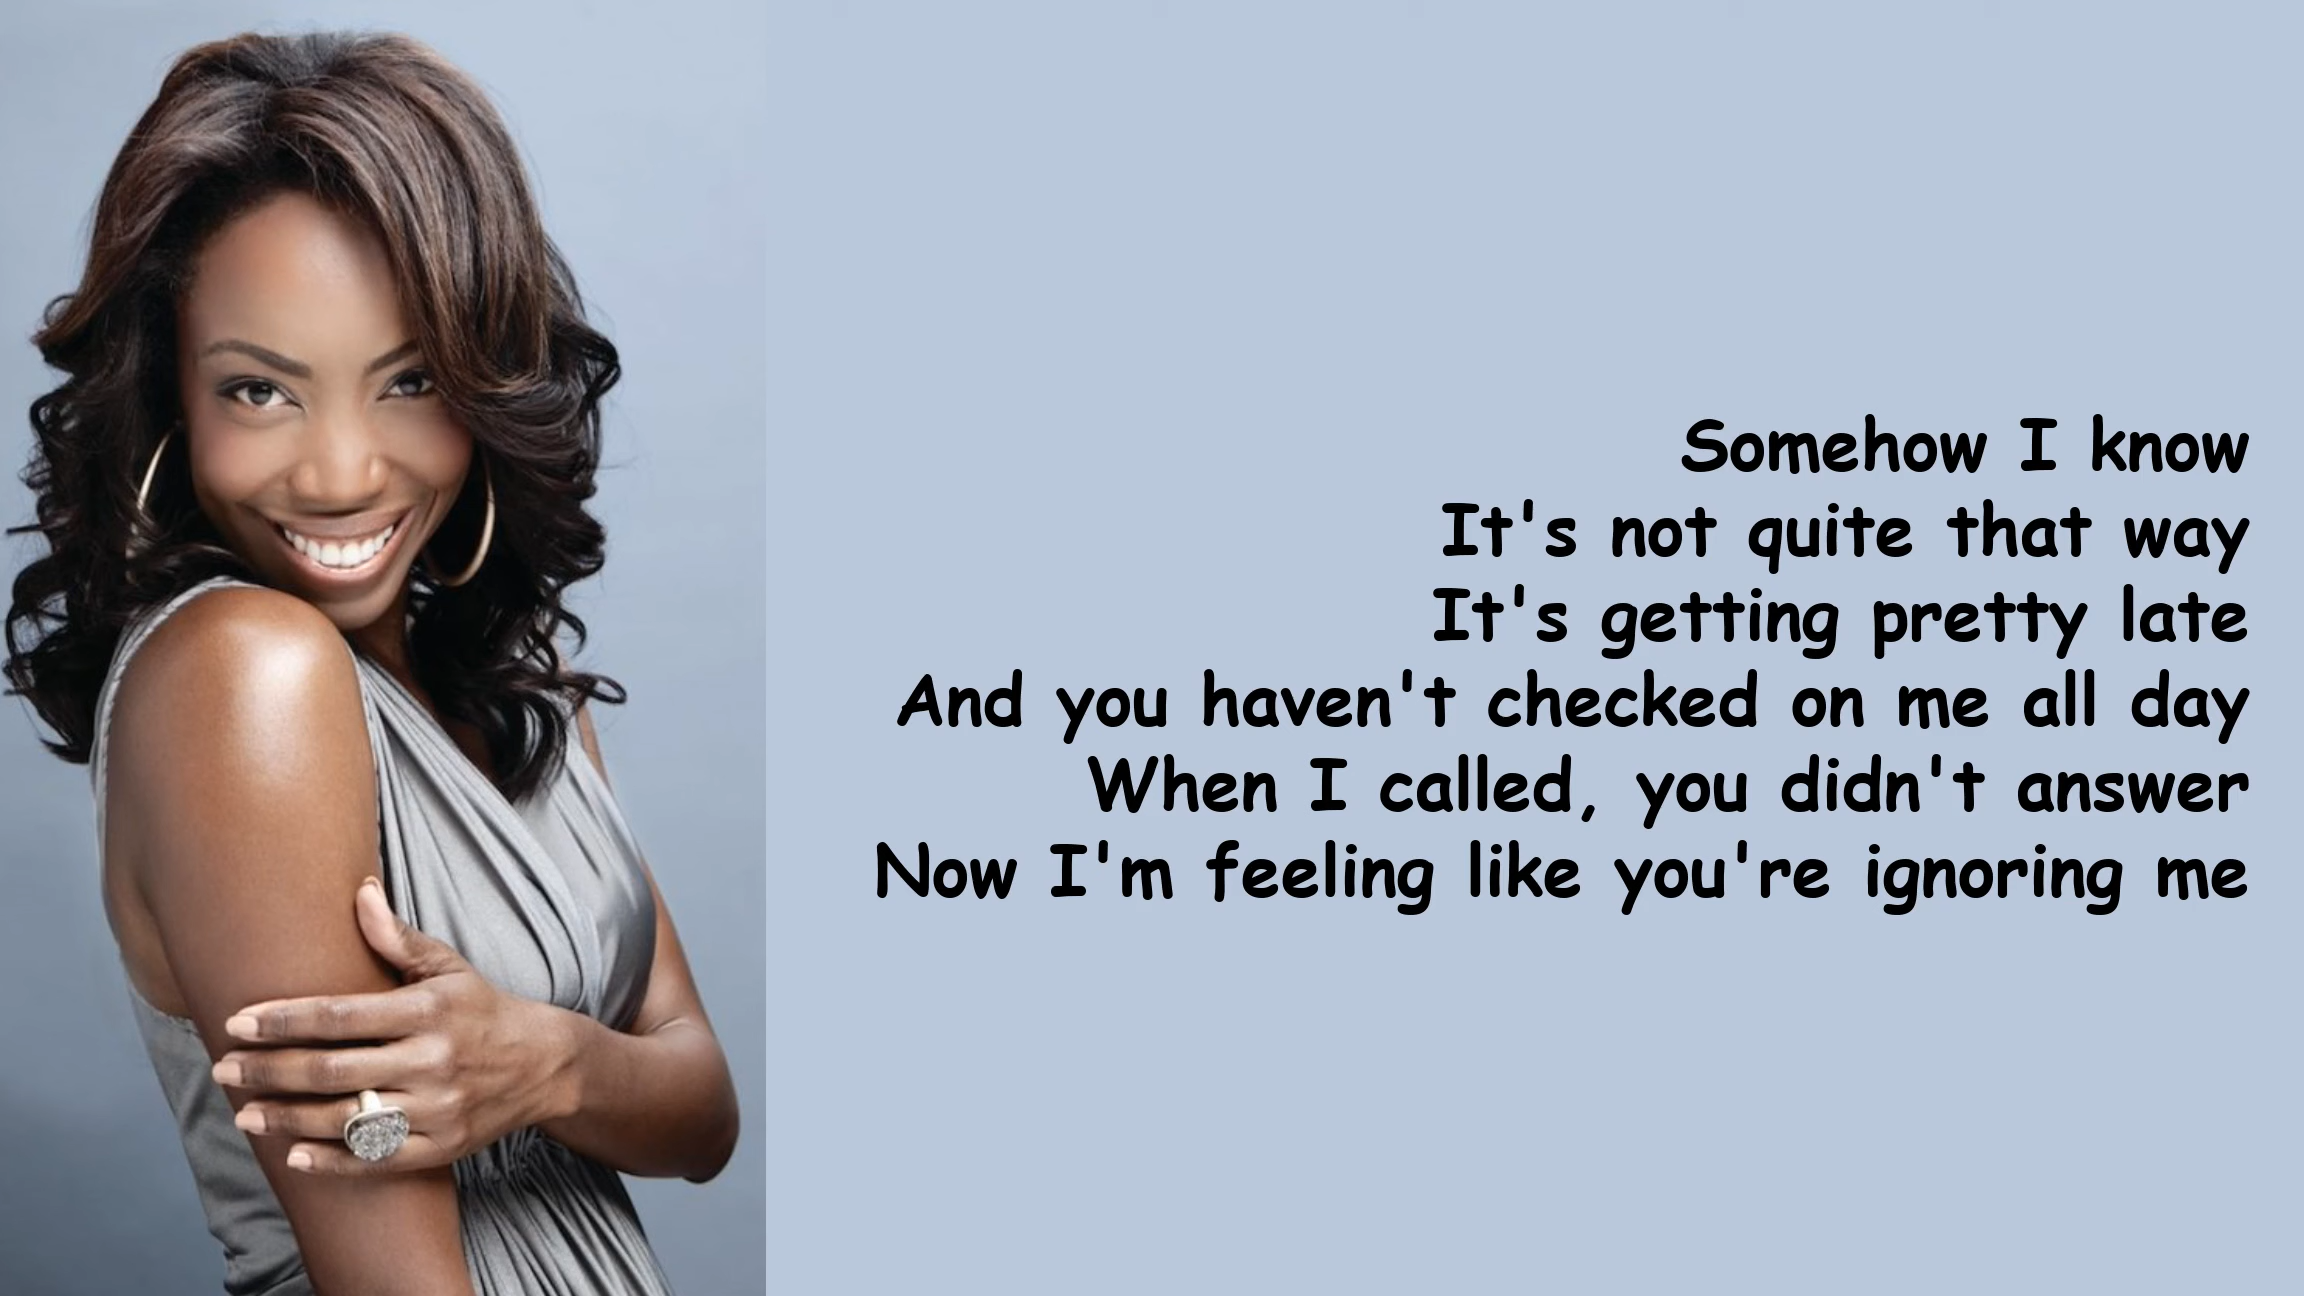 Somehow I know
It's not quite that way
It's getting pretty late
And you haven't checked on me all day
When I called, you didn't answer
Now I'm feeling like you're ignoring me